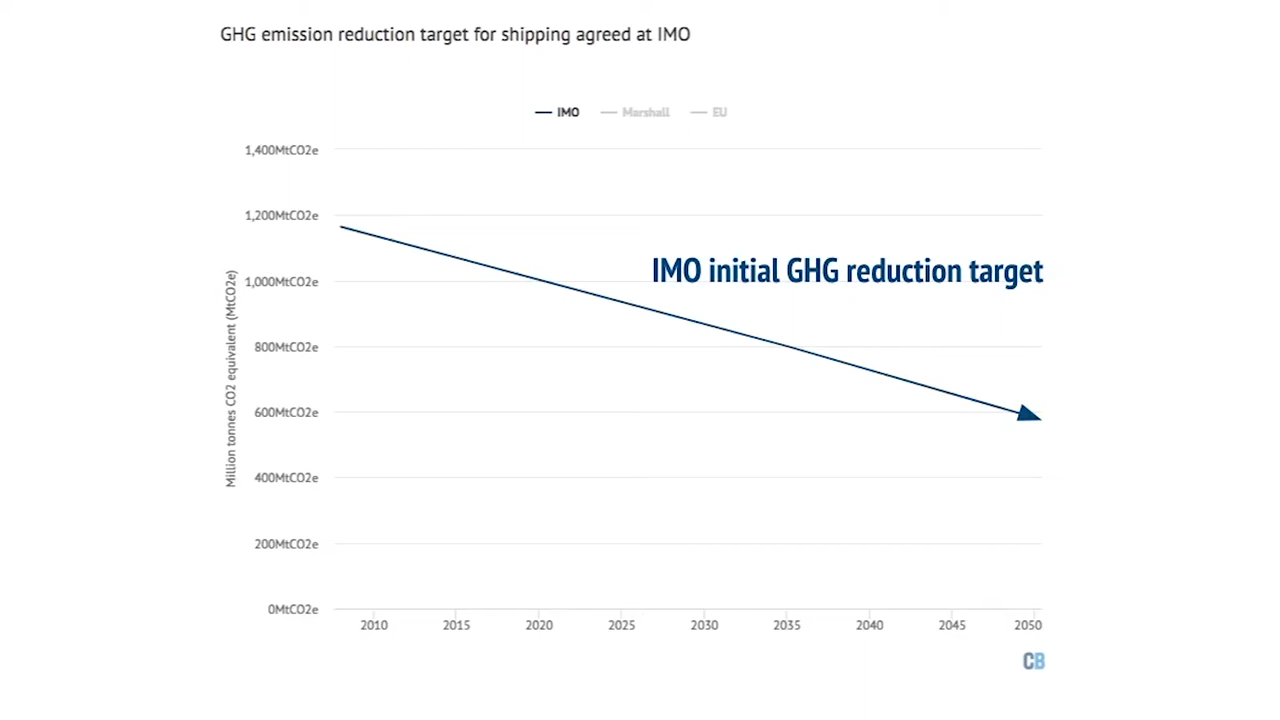 GHG emission reduction target for shipping agreed at IMO
IMO Marshall EU
1,400MtCO2e
1,200MtCO2e
IMO initial GHG reduction target
1,000MtCO2e
800MtCO2e
600MtCO2e
400MtCO2e
200MtCO2e
0MtCO2e
Million tonnes CO2 equivalent (MtCO2e)
2010 2015 2020 2025 2030 2035 2040 2045 2050
CB